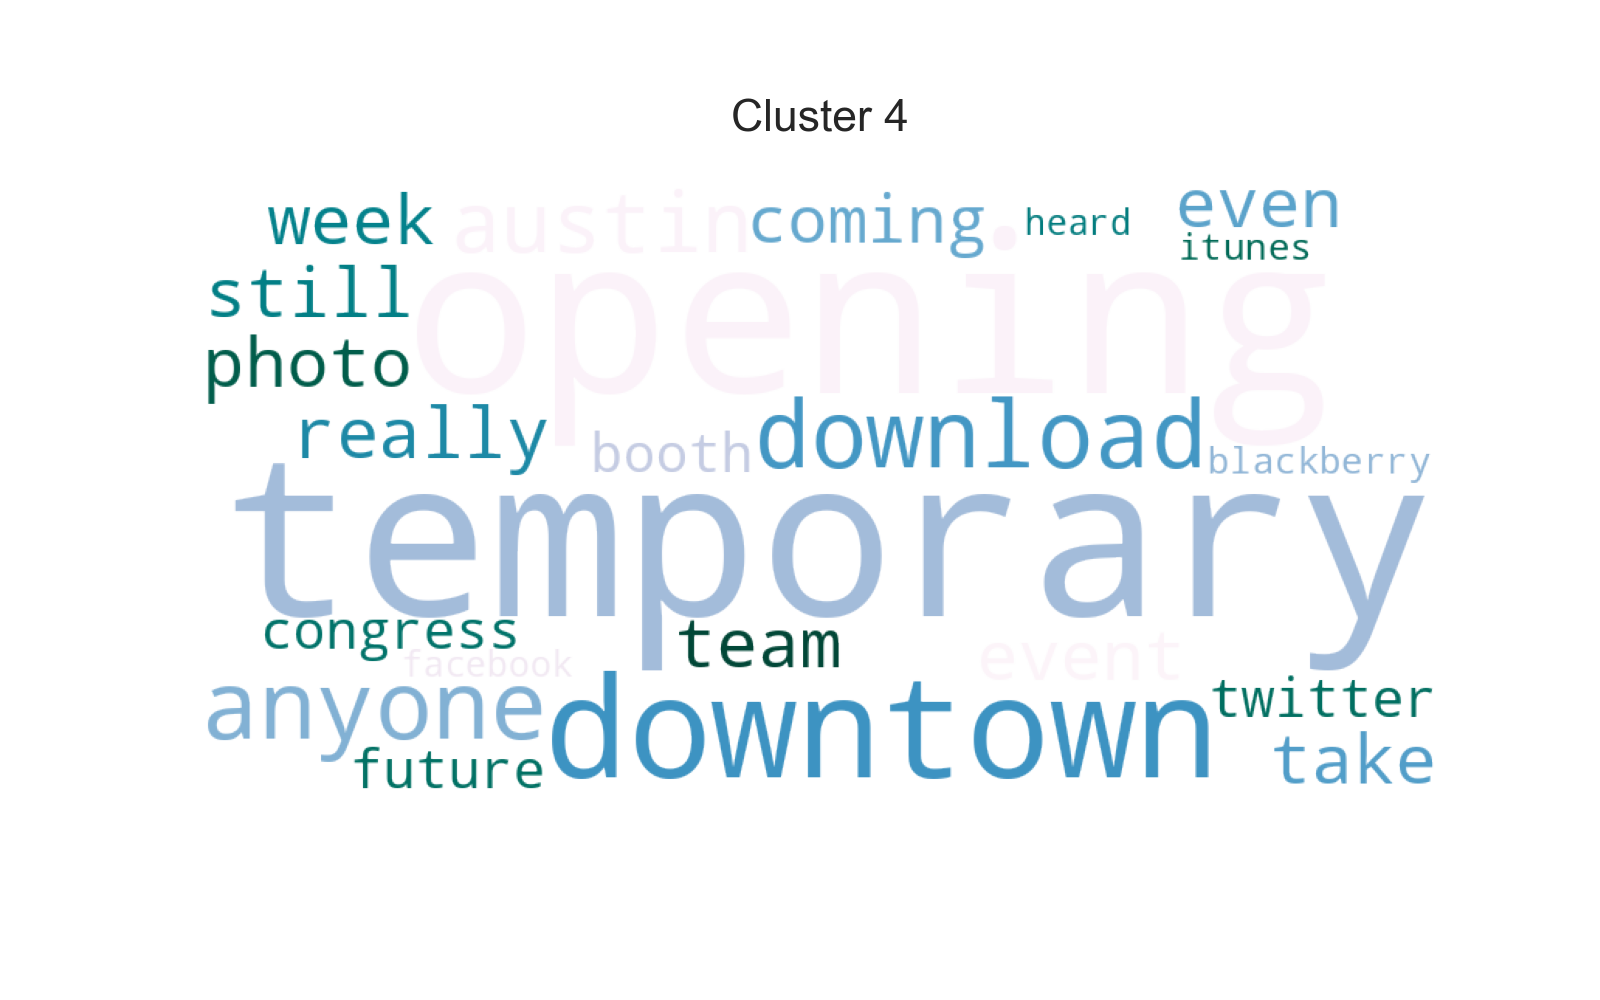 Cluster 4
week austin coming heard even
itunes
still opening
photo
really booth download blackberry
temporary
congress team event
facebook
anyone downtown twitter
future take